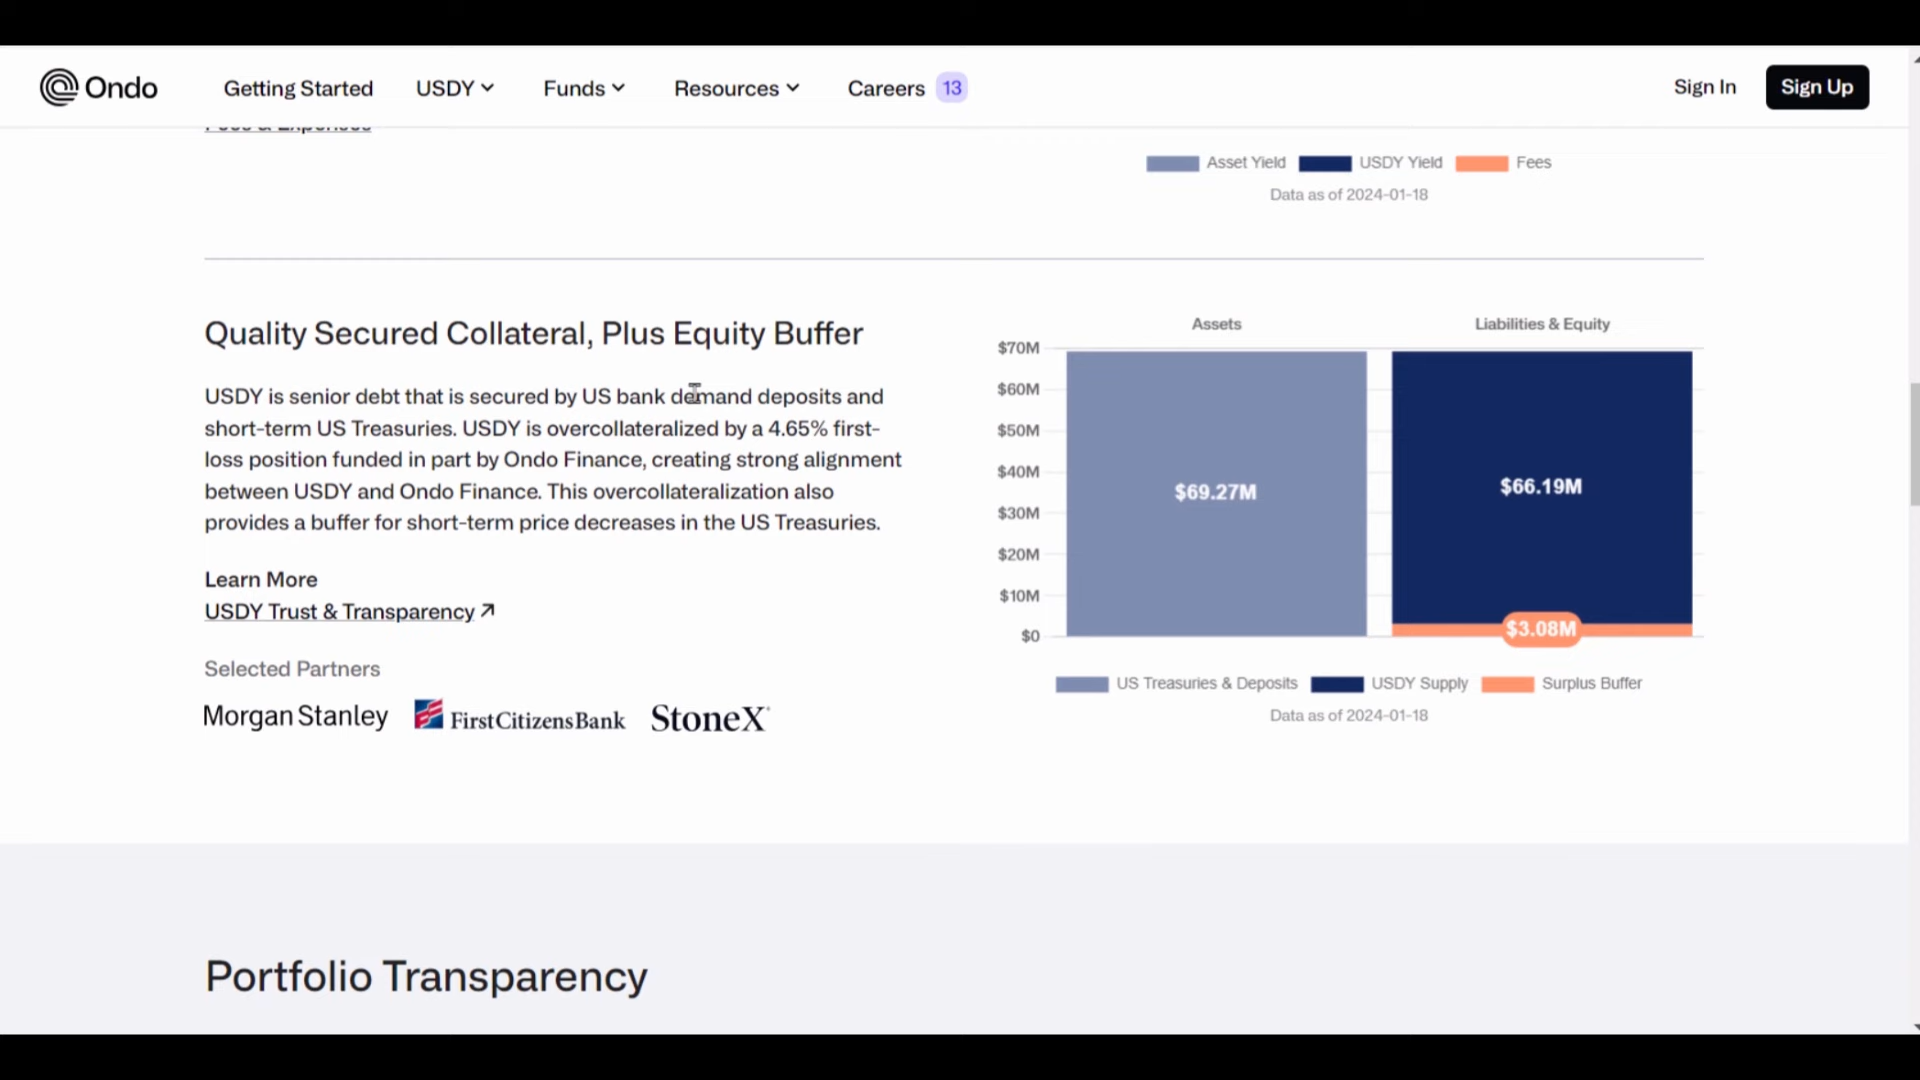 Ondo
Getting Started
USDY
Funds
Resources
Careers
13
Sign In
Sign Up
Fees & Expenses
Asset Yield
USDY Yield
Fees
Data as of 2024-01-18
Quality Secured Collateral, Plus Equity Buffer
USDY is senior debt that is secured by US bank demand deposits and
short-term US Treasuries. USDY is overcollateralized by a 4.65% first-
loss position funded in part by Ondo Finance, creating strong alignment
between USDY and Ondo Finance. This overcollateralization also
provides a buffer for short-term price decreases in the US Treasuries.
Learn More
USDY Trust & Transparency
Selected Partners
Morgan Stanley
First Citizens Bank
StoneX
Assets
Liabilities & Equity
$70M
$60M
$50M
$40M
$30M
$20M
$10M
$0
$69.27M
$66.19M
$3.08M
US Treasuries & Deposits
USDY Supply
Surplus Buffer
Data as of 2024-01-18
Portfolio Transparency